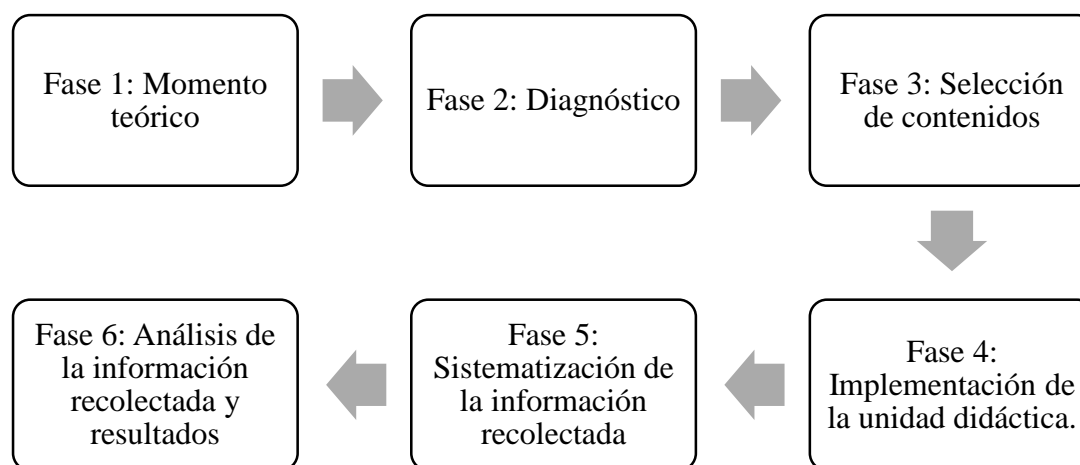 Fase 1: Momento
teórico
Fase 2: Diagnóstico
Fase 3: Selección
de contenidos
Fase 4:
Implementación de
la unidad didáctica.
Fase 5:
Sistematización de
la información
recolectada
Fase 6: Análisis de
la información
recolectada y
resultados